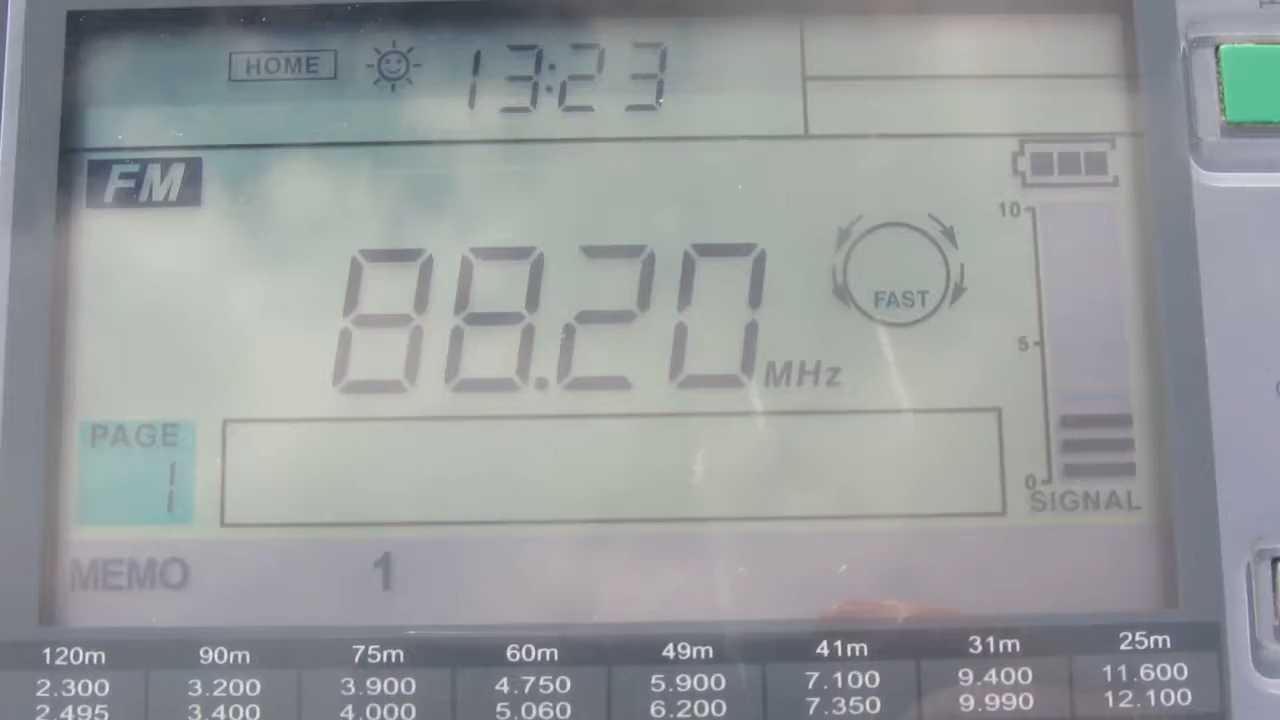 HOME 13:23
FM
10
88.20 MHz
FAST
5
PAGE
1
0
SIGNAL
MEMO 1
120m 90m 75m 60m 49m 41m 31m 25m
2.300 3.200 3.900 4.750 5.900 7.100 9.400 11.600
2.495 3.400 4.000 5.060 6.200 7.350 9.990 12.100